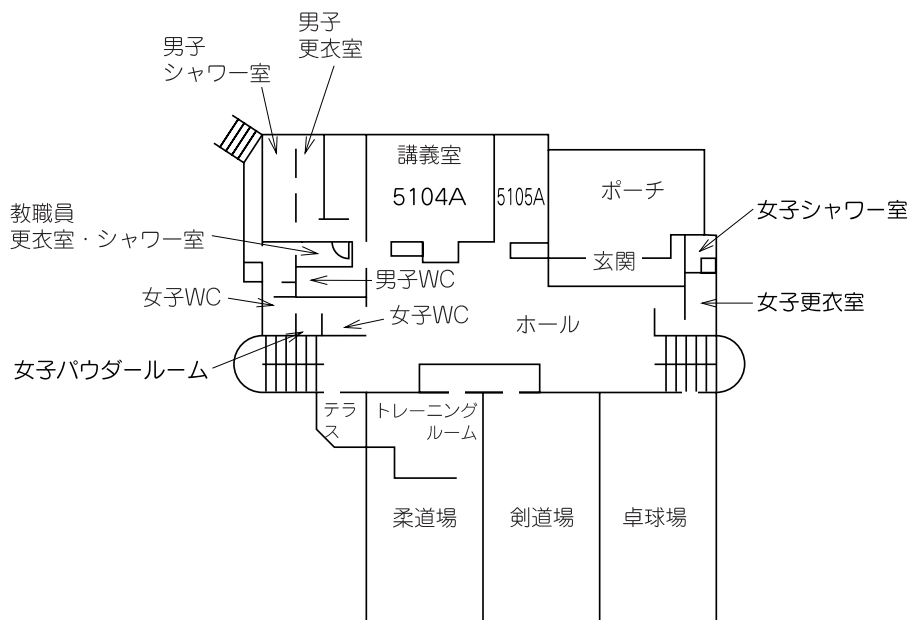 男子
更衣室
男子
シャワー室
講義室
5104A
5105A
ポーチ
女子シャワー室
教職員
更衣室・シャワー室
玄関
男子WC
女子WC
女子更衣室
女子WC
ホール
女子パウダールーム
テラ
ス
トレーニング
ルーム
柔道場
剣道場
卓球場